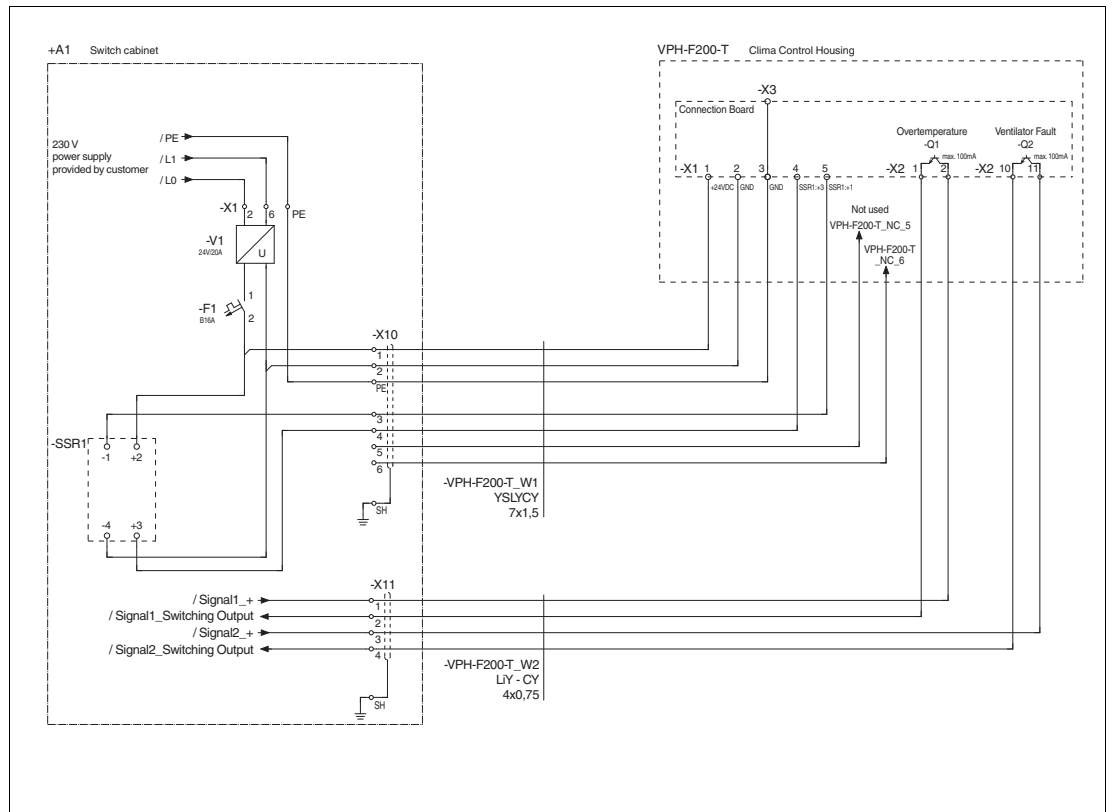 +A1 Switch cabinet
VPH-F200-T Clima Control Housing
-X3
Connection Board
Overtemperature
-Q1
max. 100mA
Ventilator Fault
-Q2
max. 100mA
-X1 1 2 3 4 5
+24VDC GND GND SSR1:+3 SSR1:+1
-X2 1 2
-X2 10 11
Not used
VPH-F200-T_NC_5
VPH-F200-T
_NC_6
230 V
power supply
provided by customer
/ PE
/ L1
/ L0
-X1 2 6 PE
-V1
24V/20A
U
-F1
B16A
1
2
-X10
1
2
PE
3
4
5
6
SH
-SSR1
-1 +2
-4 +3
-VPH-F200-T_W1
YSLYCY
7x1,5
-X11
/ Signal1_+
1
/ Signal1_Switching Output
2
/ Signal2_+
3
/ Signal2_Switching Output
4
SH
-VPH-F200-T_W2
LiY - CY
4x0,75